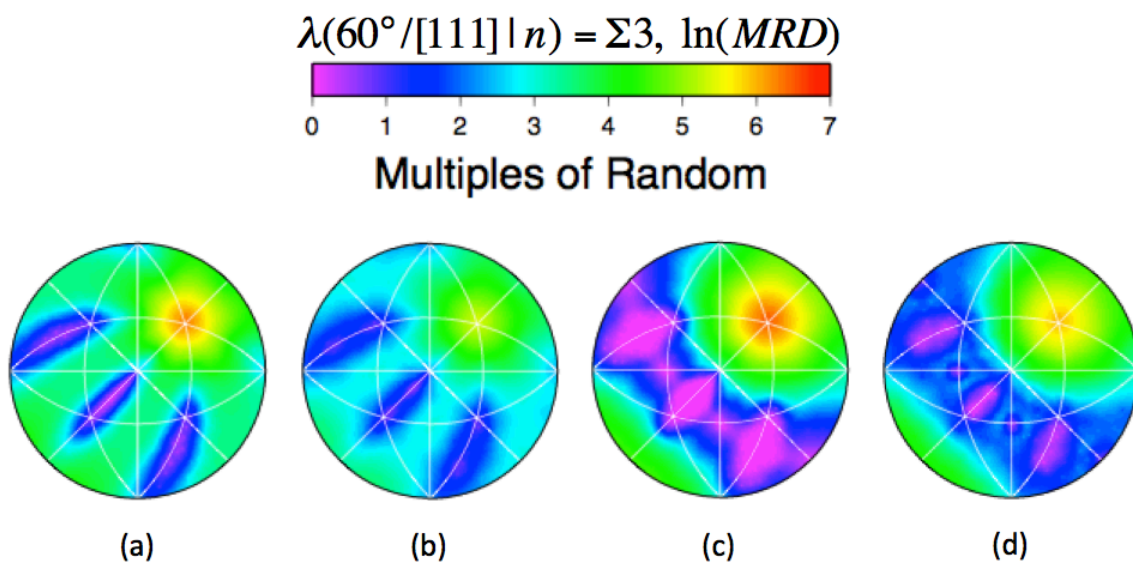 λ(60°/[111] | n) = Σ3, ln(MRD)
0 1 2 3 4 5 6 7
Multiples of Random
(a) (b) (c) (d)